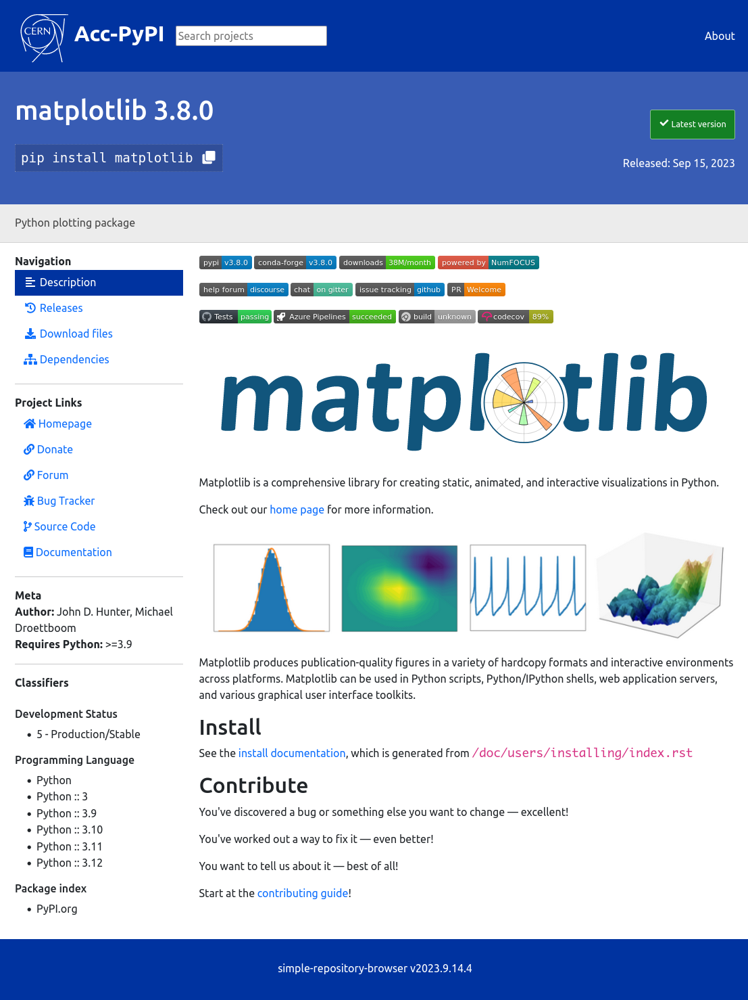 CERN
Acc-PyPI
Search projects
About
matplotlib 3.8.0
pip install matplotlib
Latest version
Released: Sep 15, 2023
Python plotting package
Navigation
Description
Releases
Download files
Dependencies
Project Links
Homepage
Donate
Forum
Bug Tracker
Source Code
Documentation
Meta
Author: John D. Hunter, Michael
Droettboom
Requires Python: >=3.9
Classifiers
Development Status
• 5 - Production/Stable
Programming Language
• Python
• Python :: 3
• Python :: 3.9
• Python :: 3.10
• Python :: 3.11
• Python :: 3.12
Package index
• PyPI.org
pypi v3.8.0 conda-forge v3.8.0 downloads 38M/month powered by NumFOCUS
help forum discourse chat on gitter issue tracking github PR Welcome
Tests passing Azure Pipelines succeeded build unknown codecov 89%
matplotlib
Matplotlib is a comprehensive library for creating static, animated, and interactive visualizations in Python.
Check out our home page for more information.
Matplotlib produces publication-quality figures in a variety of hardcopy formats and interactive environments
across platforms. Matplotlib can be used in Python scripts, Python/IPython shells, web application servers,
and various graphical user interface toolkits.
Install
See the install documentation, which is generated from /doc/users/installing/index.rst
Contribute
You've discovered a bug or something else you want to change — excellent!
You've worked out a way to fix it — even better!
You want to tell us about it — best of all!
Start at the contributing guide!
simple-repository-browser v2023.9.14.4